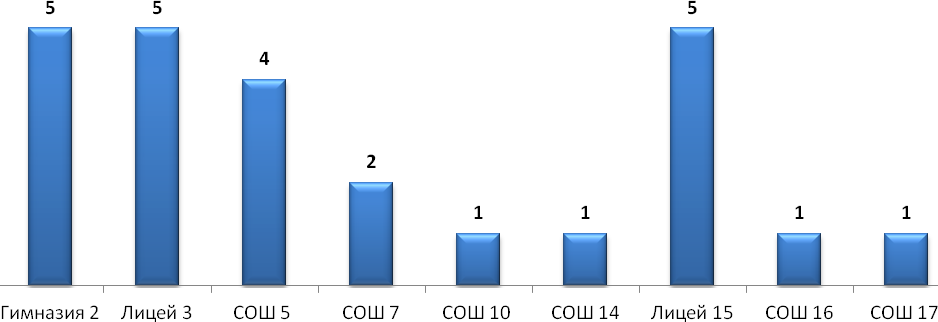 5 5 4 2 1 1 5 1 1
Гимназия 2 Лицей 3 СОШ 5 СОШ 7 СОШ 10 СОШ 14 Лицей 15 СОШ 16 СОШ 17